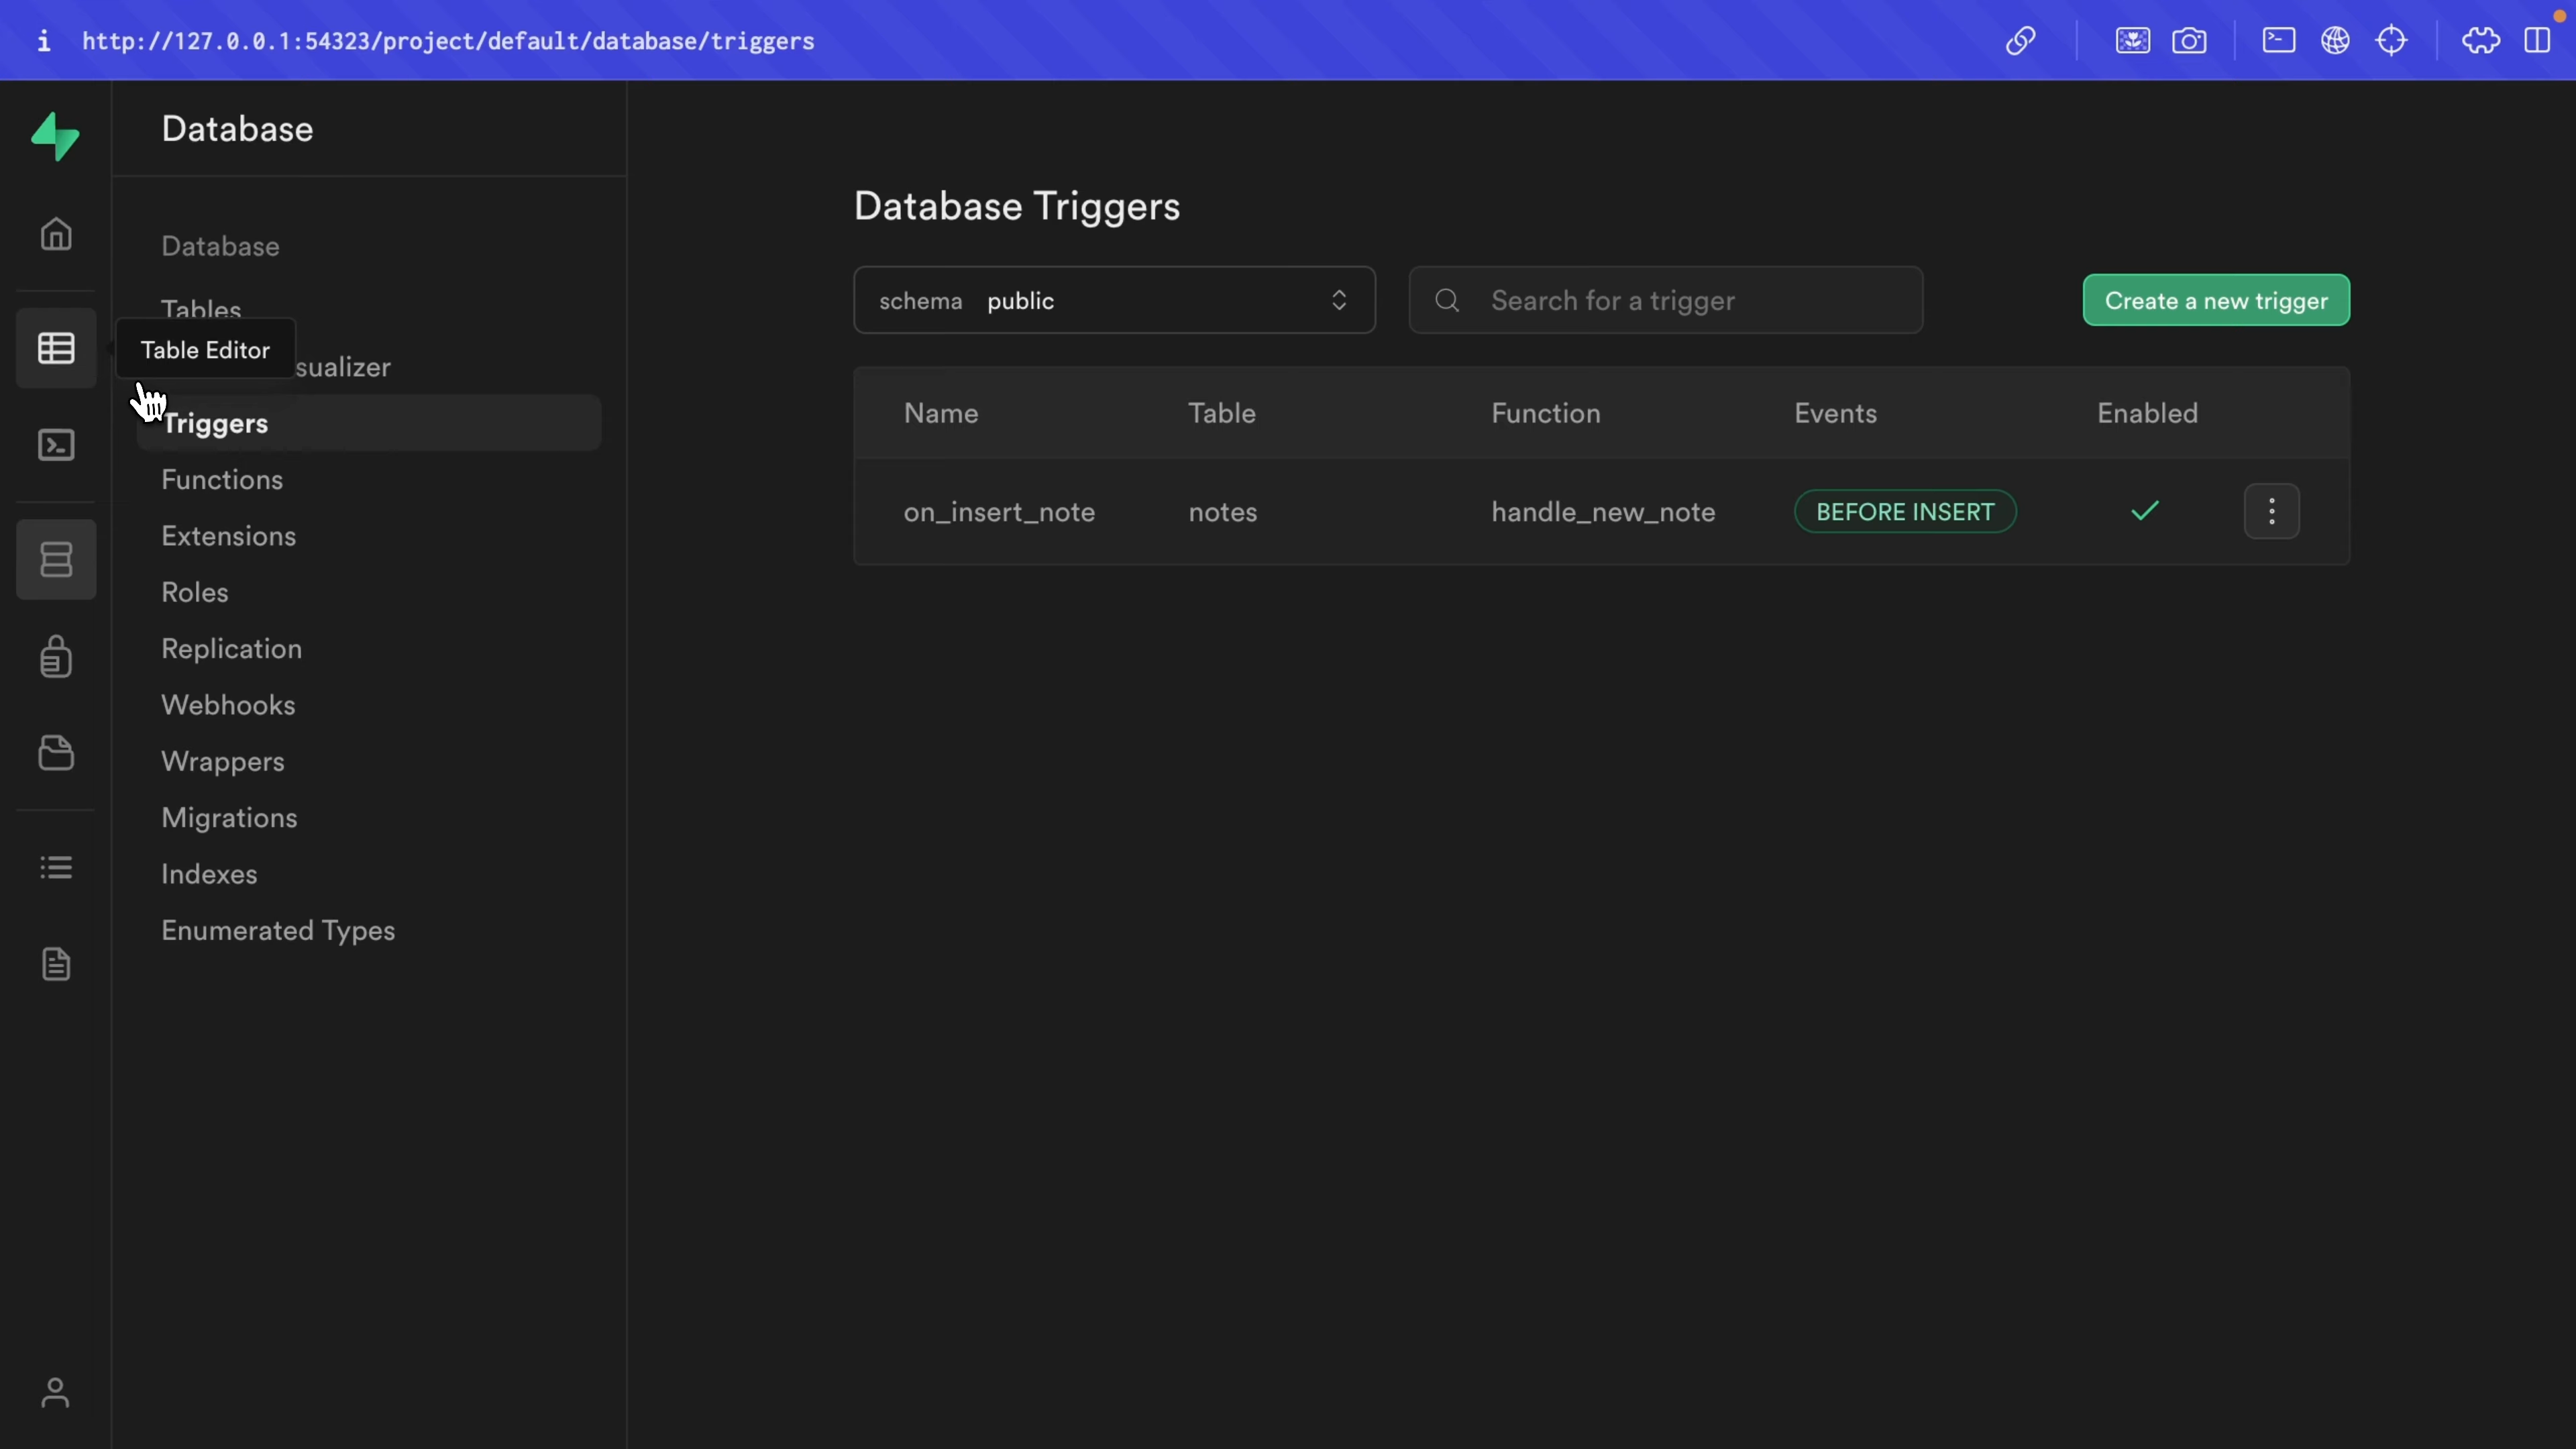 http://127.0.0.1:54323/project/default/database/triggers
Database
Database
Tables
Table Editor
sualizer
Triggers
Functions
Extensions
Roles
Replication
Webhooks
Wrappers
Migrations
Indexes
Enumerated Types
Database Triggers
schema public
Search for a trigger
Create a new trigger
Name Table Function Events Enabled
on_insert_note notes handle_new_note BEFORE INSERT